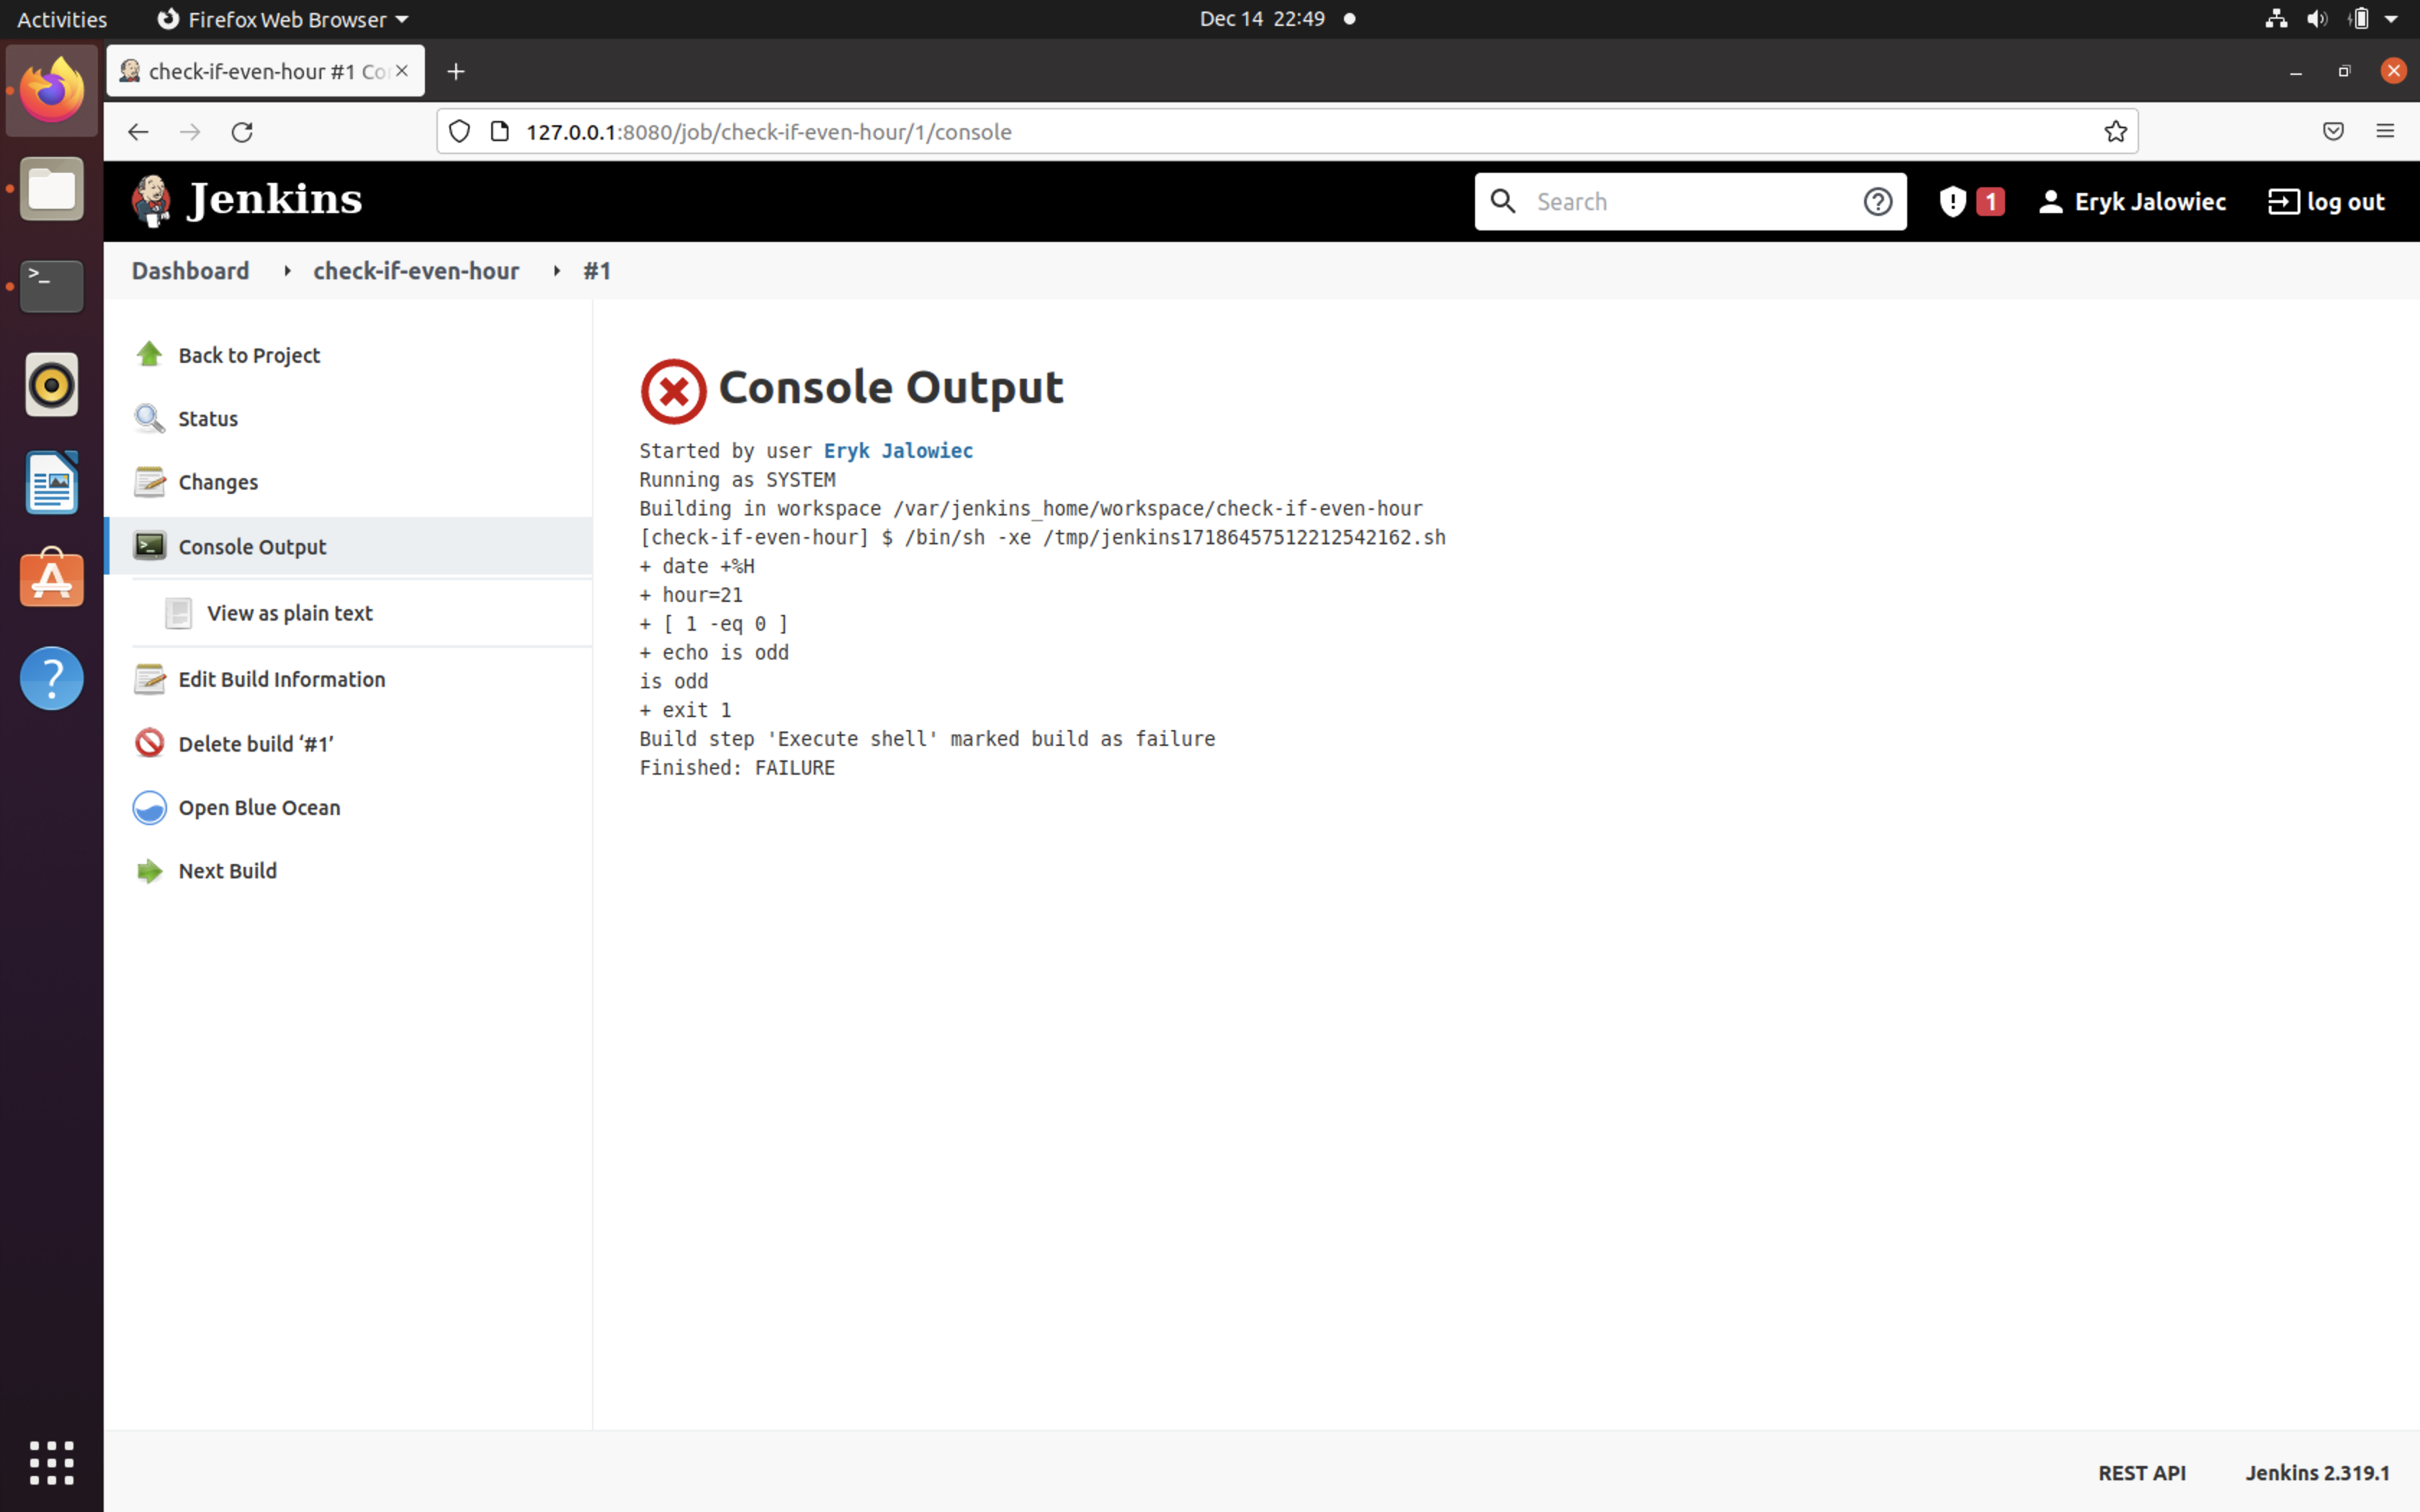 Activities
Firefox Web Browser
Dec 14 22:49
check-if-even-hour #1 Co
127.0.0.1:8080/job/check-if-even-hour/1/console
Jenkins
Search
1
Eryk Jalowiec
log out
Dashboard
check-if-even-hour
#1
Back to Project
Status
Changes
Console Output
View as plain text
Edit Build Information
Delete build ‘#1’
Open Blue Ocean
Next Build
Console Output
Started by user Eryk Jalowiec
Running as SYSTEM
Building in workspace /var/jenkins_home/workspace/check-if-even-hour
[check-if-even-hour] $ /bin/sh -xe /tmp/jenkins17186457512212542162.sh
+ date +%H
+ hour=21
+ [ 1 -eq 0 ]
+ echo is odd
is odd
+ exit 1
Build step 'Execute shell' marked build as failure
Finished: FAILURE
REST API
Jenkins 2.319.1